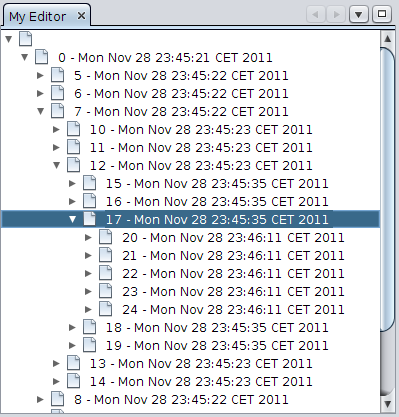 My Editor
0 - Mon Nov 28 23:45:21 CET 2011
5 - Mon Nov 28 23:45:22 CET 2011
6 - Mon Nov 28 23:45:22 CET 2011
7 - Mon Nov 28 23:45:22 CET 2011
10 - Mon Nov 28 23:45:23 CET 2011
11 - Mon Nov 28 23:45:23 CET 2011
12 - Mon Nov 28 23:45:23 CET 2011
15 - Mon Nov 28 23:45:35 CET 2011
16 - Mon Nov 28 23:45:35 CET 2011
17 - Mon Nov 28 23:45:35 CET 2011
20 - Mon Nov 28 23:46:11 CET 2011
21 - Mon Nov 28 23:46:11 CET 2011
22 - Mon Nov 28 23:46:11 CET 2011
23 - Mon Nov 28 23:46:11 CET 2011
24 - Mon Nov 28 23:46:11 CET 2011
18 - Mon Nov 28 23:45:35 CET 2011
19 - Mon Nov 28 23:45:35 CET 2011
13 - Mon Nov 28 23:45:23 CET 2011
14 - Mon Nov 28 23:45:23 CET 2011
8 - Mon Nov 28 23:45:22 CET 2011